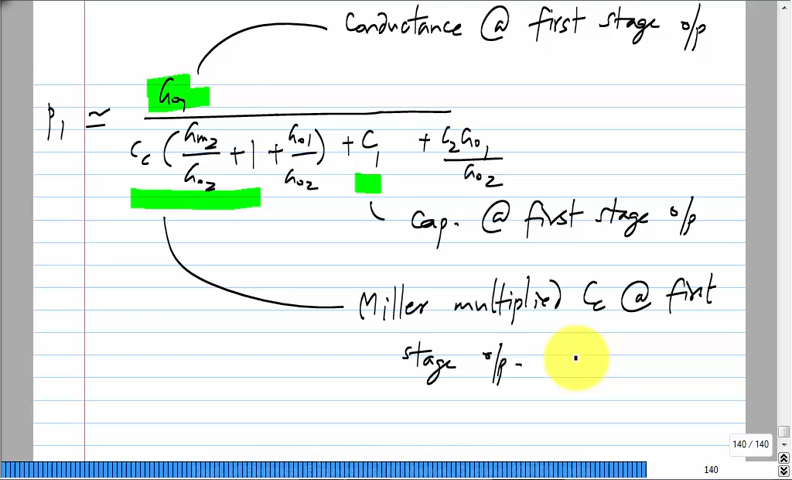 Conductance @ first stage o/p
p1 ≃ Go1 / ( Cc ( Gm2/Go2 + 1 + Go1/Go2 ) + C1 + C2Go1/Go2 )
Cap. @ first stage o/p
Miller multiplied Cc @ first
stage o/p.
140 / 140
140